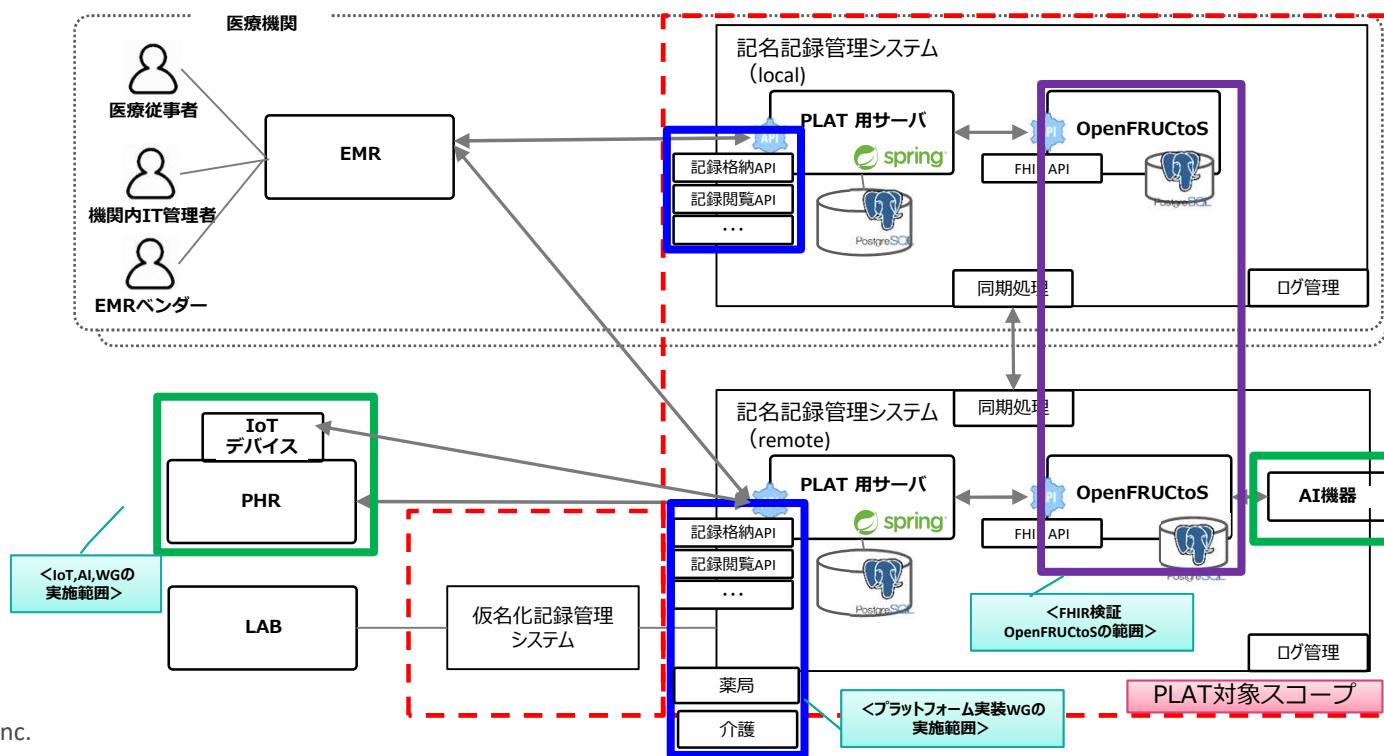 医療機関
医療従事者
機関内IT管理者
EMRベンダー
EMR
記名記録管理システム
（local)
API
PLAT 用サーバ
spring
記録格納API
記録閲覧API
…
PostgreSQL
API
OpenFRUCtoS
FHIR API
PostgreSQL
同期処理
ログ管理
記名記録管理システム
（remote)
同期処理
IoT
デバイス
PHR
<IoT,AI,WGの
実施範囲>
LAB
仮名化記録管理
システム
PLAT 用サーバ
spring
記録格納API
記録閲覧API
…
PostgreSQL
薬局
介護
API
OpenFRUCtoS
FHIR API
PostgreSQL
AI機器
<FHIR検証
OpenFRUCtoSの範囲>
ログ管理
<プラットフォーム実装WGの
実施範囲>
PLAT対象スコープ
nc.